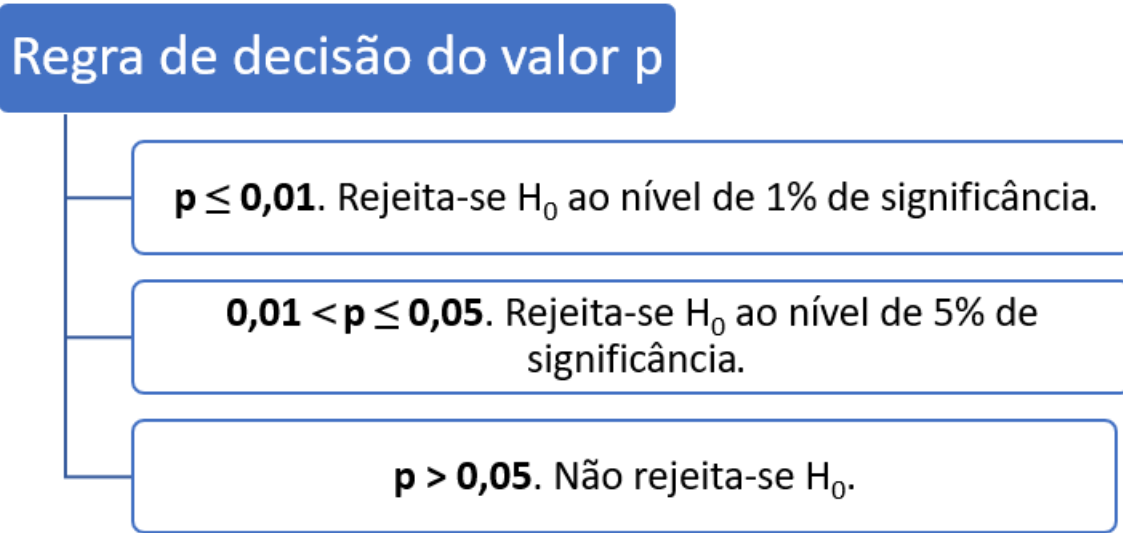 Regra de decisão do valor p
p ≤ 0,01. Rejeita-se H₀ ao nível de 1% de significância.
0,01 < p ≤ 0,05. Rejeita-se H₀ ao nível de 5% de
significância.
p > 0,05. Não rejeita-se H₀.